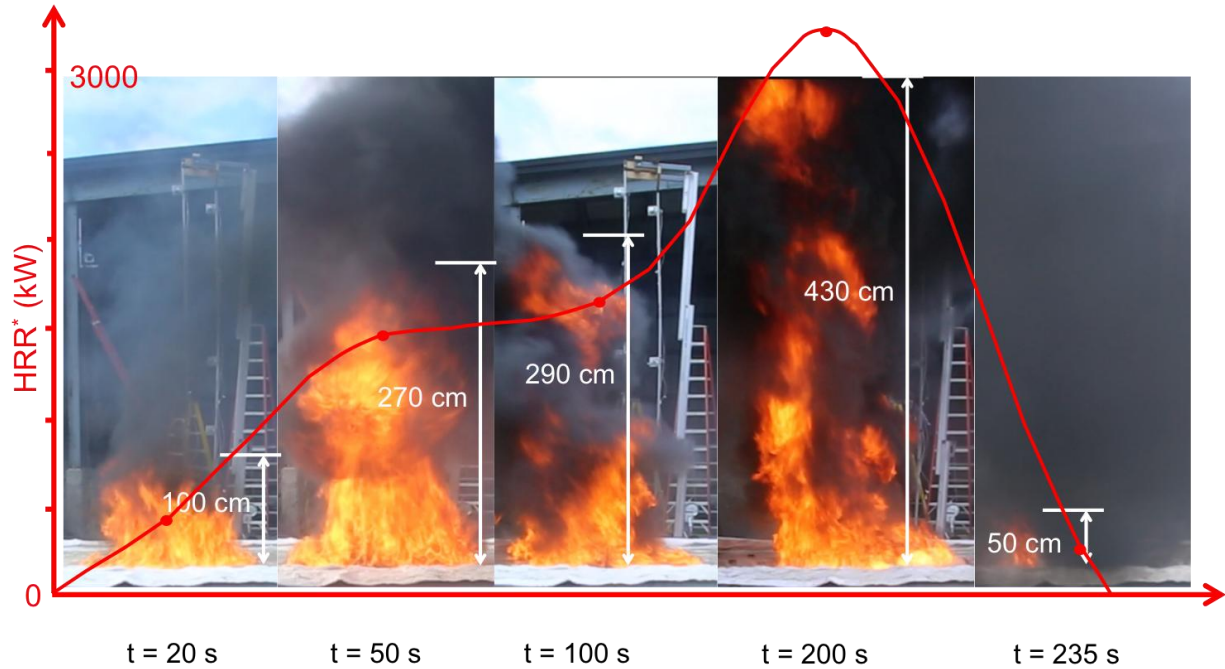 3000
HRR* (kW)
0
100 cm
270 cm
290 cm
430 cm
50 cm
t = 20 s
t = 50 s
t = 100 s
t = 200 s
t = 235 s